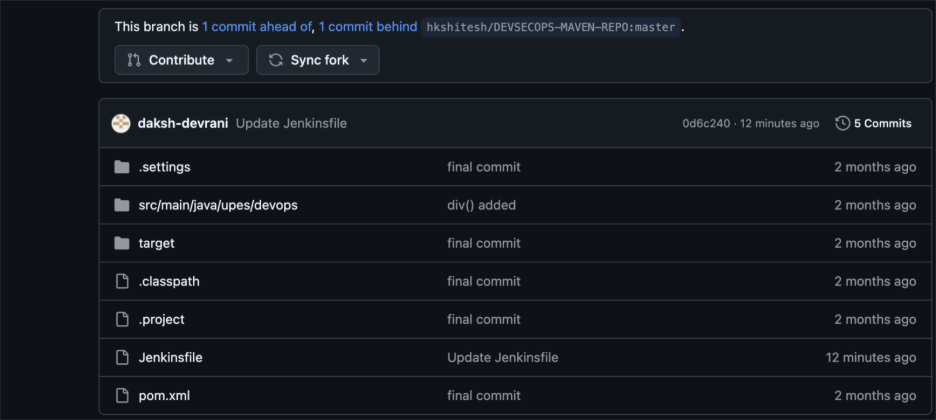 This branch is 1 commit ahead of, 1 commit behind hkshitesh/DEVSECOPS-MAVEN-REPO:master .
Contribute Sync fork
daksh-devrani Update Jenkinsfile 0d6c240 · 12 minutes ago 5 Commits
.settings final commit 2 months ago
src/main/java/upes/devops div() added 2 months ago
target final commit 2 months ago
.classpath final commit 2 months ago
.project final commit 2 months ago
Jenkinsfile Update Jenkinsfile 12 minutes ago
pom.xml final commit 2 months ago